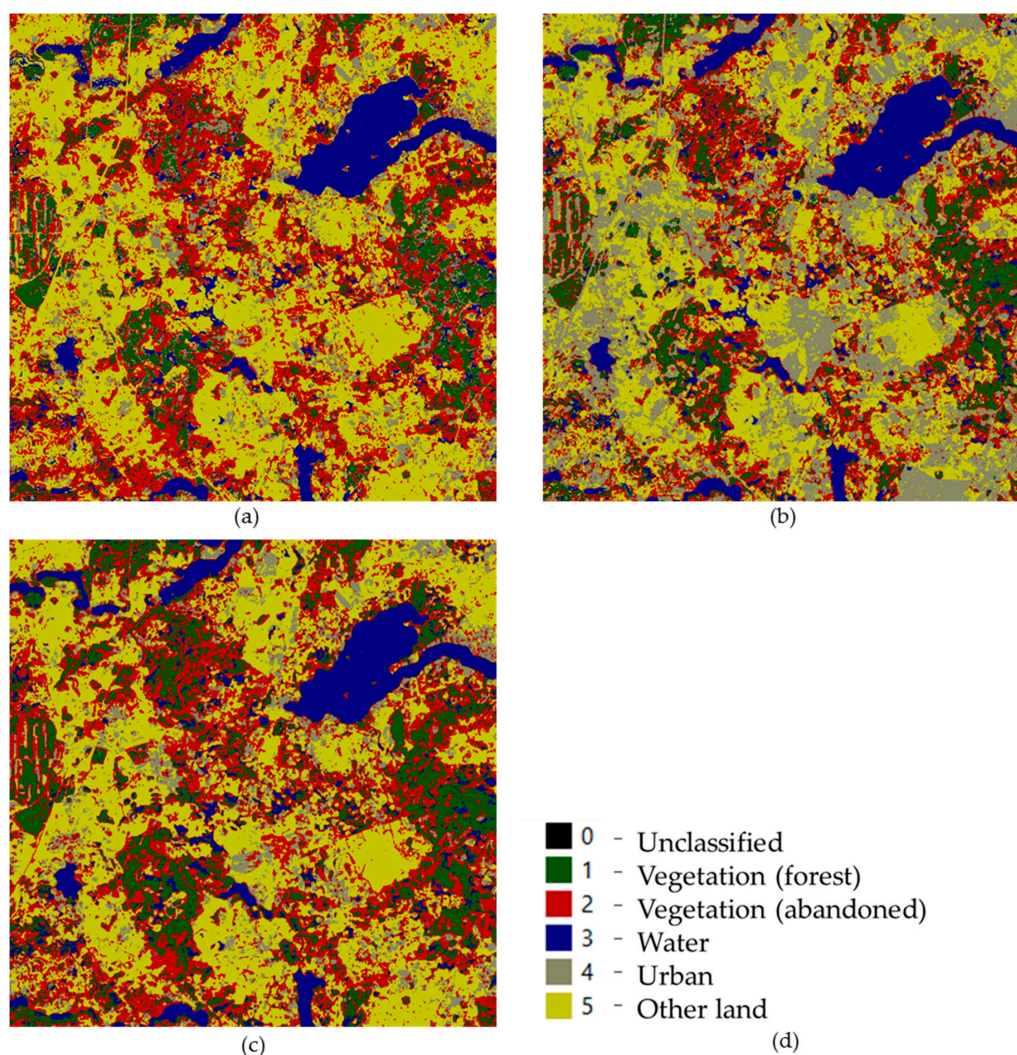 (a)
(b)
0 - Unclassified
1 - Vegetation (forest)
2 - Vegetation (abandoned)
3 - Water
4 - Urban
5 - Other land
(c)
(d)